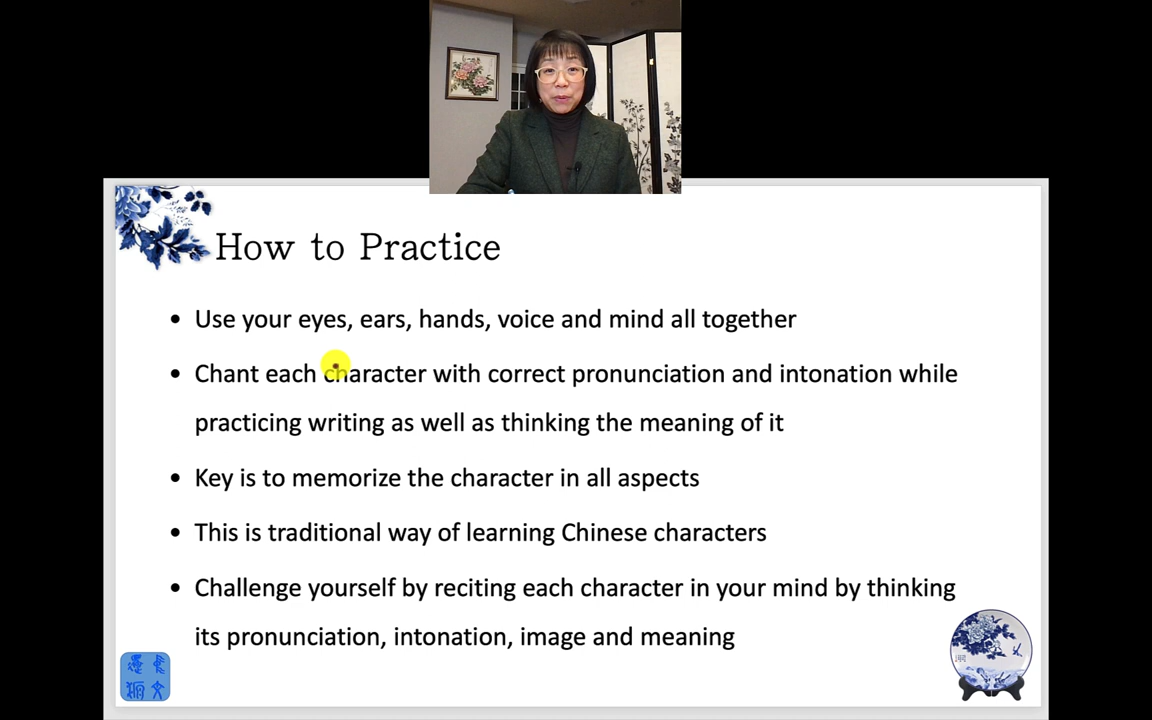 How to Practice
• Use your eyes, ears, hands, voice and mind all together
• Chant each character with correct pronunciation and intonation while
practicing writing as well as thinking the meaning of it
• Key is to memorize the character in all aspects
• This is traditional way of learning Chinese characters
• Challenge yourself by reciting each character in your mind by thinking
its pronunciation, intonation, image and meaning